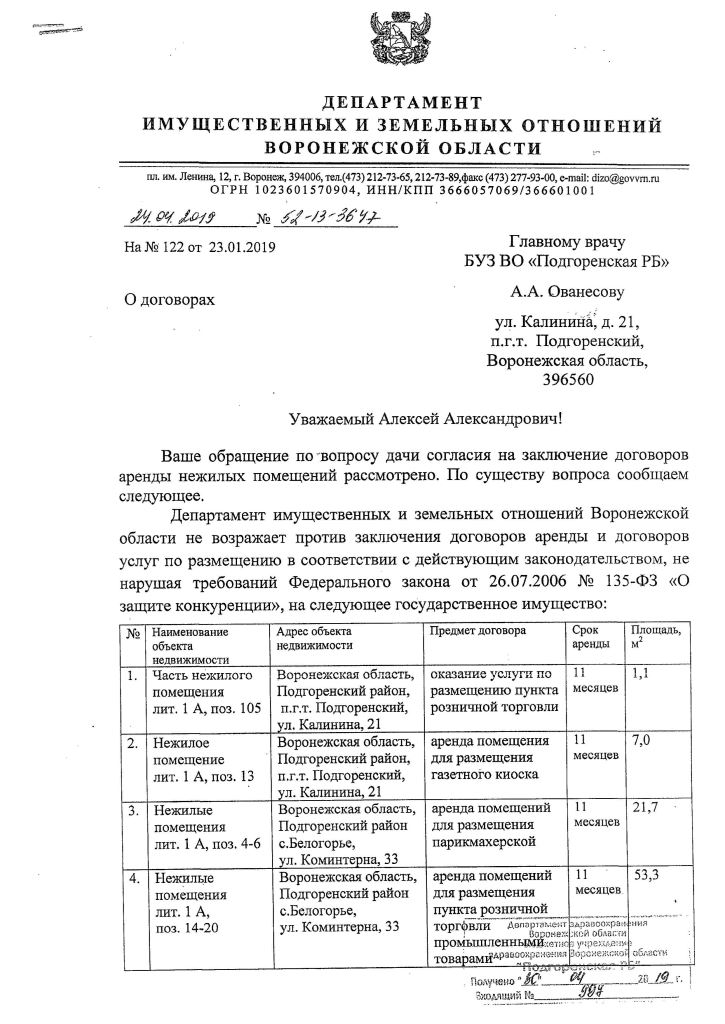 ДЕПАРТАМЕНТ
ИМУЩЕСТВЕННЫХ И ЗЕМЕЛЬНЫХ ОТНОШЕНИЙ
ВОРОНЕЖСКОЙ ОБЛАСТИ
пл. им. Ленина, 12, г. Воронеж, 394006, тел.(473) 212-73-65, 212-73-89,факс (473) 277-93-00, e-mail: dizo@govvrn.ru
ОГРН 1023601570904, ИНН/КПП 3666057069/366601001
24.04.2019 № 52-13-3647
На № 122 от 23.01.2019
О договорах
Главному врачу
БУЗ ВО «Подгоренская РБ»
А.А. Ованесову
ул. Калинина, д. 21,
п.г.т. Подгоренский,
Воронежская область,
396560
Уважаемый Алексей Александрович!
Ваше обращение по вопросу дачи согласия на заключение договоров
аренды нежилых помещений рассмотрено. По существу вопроса сообщаем
следующее.
Департамент имущественных и земельных отношений Воронежской
области не возражает против заключения договоров аренды и договоров
услуг по размещению в соответствии с действующим законодательством, не
нарушая требований Федерального закона от 26.07.2006 № 135-ФЗ «О
защите конкуренции», на следующее государственное имущество:
№ Наименование объекта недвижимости Адрес объекта недвижимости Предмет договора Срок аренды Площадь, м²
1. Часть нежилого помещения лит. 1 А, поз. 105 Воронежская область, Подгоренский район, п.г.т. Подгоренский, ул. Калинина, 21 оказание услуги по размещению пункта розничной торговли 11 месяцев 1,1
2. Нежилое помещение лит. 1 А, поз. 13 Воронежская область, Подгоренский район, п.г.т. Подгоренский, ул. Калинина, 21 аренда помещения для размещения газетного киоска 11 месяцев 7,0
3. Нежилые помещения лит. 1 А, поз. 4-6 Воронежская область, Подгоренский район с.Белогорье, ул. Коминтерна, 33 аренда помещений для размещения парикмахерской 11 месяцев 21,7
4. Нежилые помещения лит. 1 А, поз. 14-20 Воронежская область, Подгоренский район с.Белогорье, ул. Коминтерна, 33 аренда помещений для размещения пункта розничной торговли промышленными товарами 11 месяцев 53,3
Департамент здравоохранения
Воронежской области
бюджетное учреждение
здравоохранения Воронежской области
"Подгоренская РБ"
Получено 04 2019 г.
Входящий №